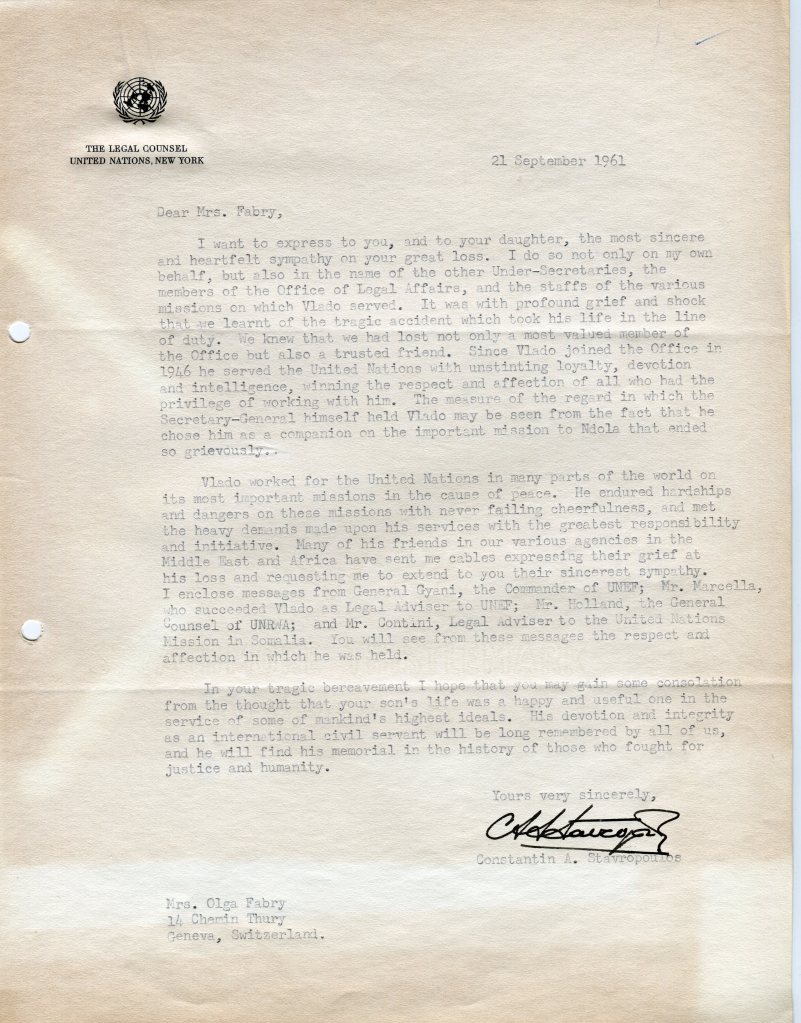 THE LEGAL COUNSEL
UNITED NATIONS, NEW YORK
21 September 1961
Dear Mrs. Fabry,
I want to express to you, and to your daughter, the most sincere
and heartfelt sympathy on your great loss. I do so not only on my own
behalf, but also in the name of the other Under-Secretaries, the
members of the Office of Legal Affairs, and the staffs of the various
missions on which Vlado served. It was with profound grief and shock
that we learnt of the tragic accident which took his life in the line
of duty. We knew that we had lost not only a most valued member of
the Office but also a trusted friend. Since Vlado joined the Office in
1946 he served the United Nations with unstinting loyalty, devotion
and intelligence, winning the respect and affection of all who had the
privilege of working with him. The measure of the regard in which the
Secretary-General himself held Vlado may be seen from the fact that he
chose him as a companion on the important mission to Ndola that ended
so grievously..
Vlado worked for the United Nations in many parts of the world on
its most important missions in the cause of peace. He endured hardships
and dangers on these missions with never failing cheerfulness, and met
the heavy demands made upon his services with the greatest responsibility
and initiative. Many of his friends in our various agencies in the
Middle East and Africa have sent me cables expressing their grief at
his loss and requesting me to extend to you their sincerest sympathy.
I enclose messages from General Gyani, the Commander of UNEF; Mr. Marcella,
who succeeded Vlado as Legal Adviser to UNEF; Mr. Holland, the General
Counsel of UNRWA; and Mr. Contini, Legal Adviser to the United Nations
Mission in Somalia. You will see from these messages the respect and
affection in which he was held.
In your tragic bereavement I hope that you may gain some consolation
from the thought that your son's life was a happy and useful one in the
service of some of mankind's highest ideals. His devotion and integrity
as an international civil servant will be long remembered by all of us,
and he will find his memorial in the history of those who fought for
justice and humanity.
Yours very sincerely,
Constantin A. Stavropoulos
Mrs. Olga Fabry
14 Chemin Thury
Geneva, Switzerland.